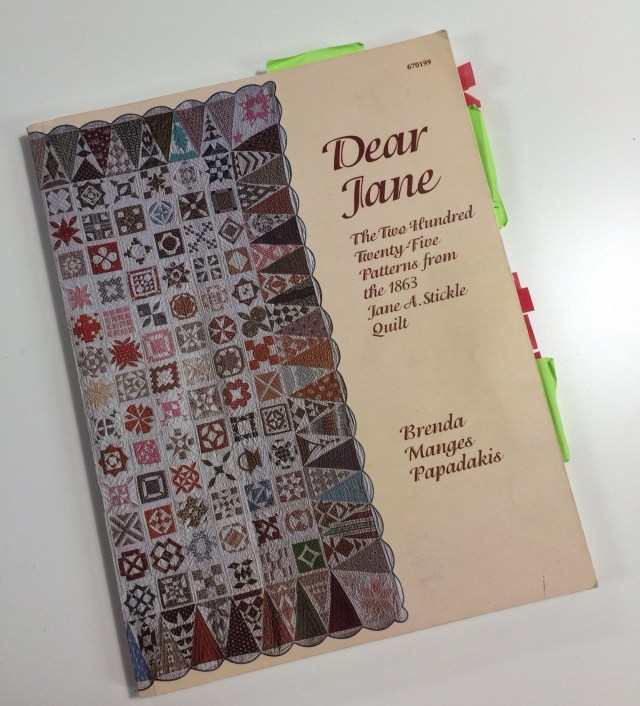 670199
Dear
Jane
The Two Hundred
Twenty-Five
Patterns from
the 1863
Jane A. Stickle
Quilt
Brenda
Manges
Papadakis